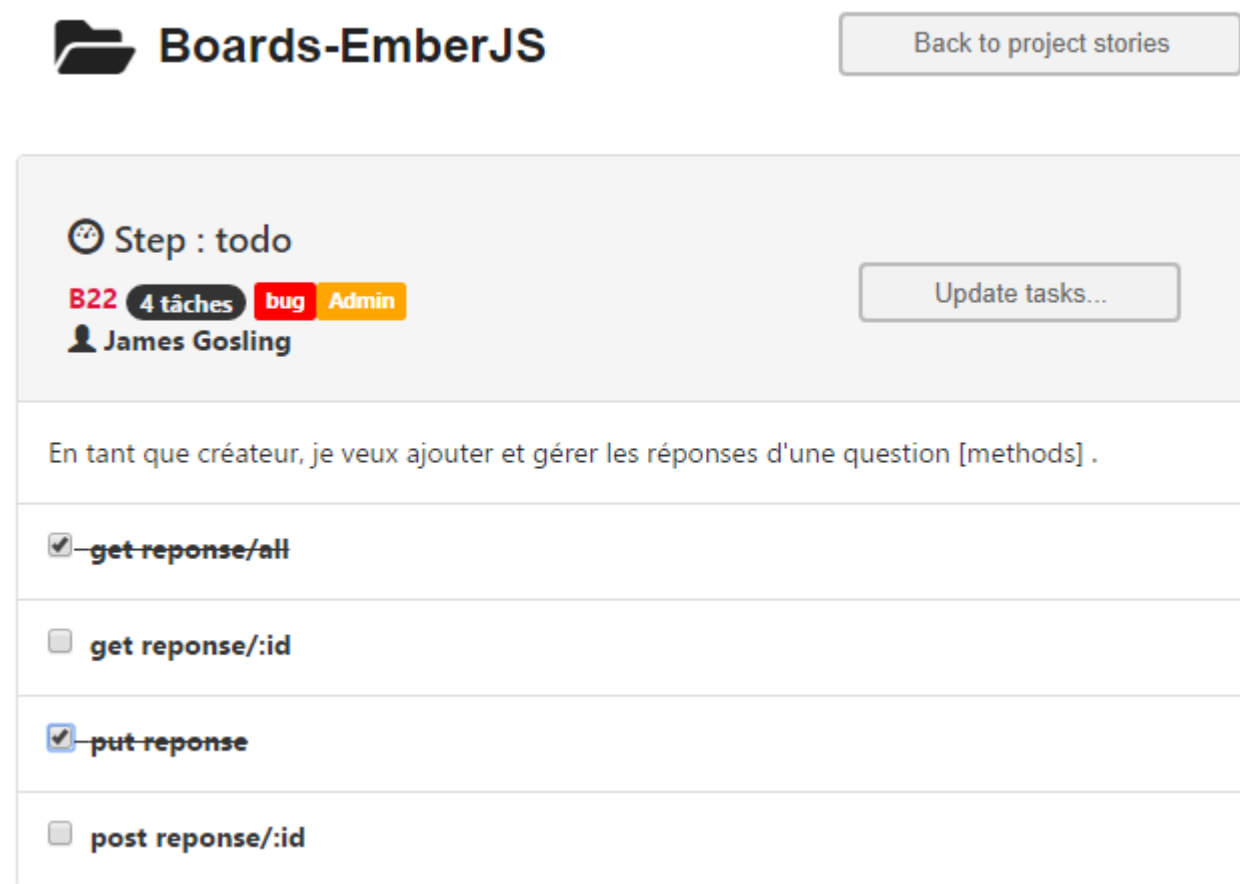 Boards-EmberJS
Back to project stories
Step : todo
B22 4 tâches bug Admin
Update tasks...
James Gosling
En tant que créateur, je veux ajouter et gérer les réponses d'une question [methods] .
get reponse/all
get reponse/:id
put reponse
post reponse/:id